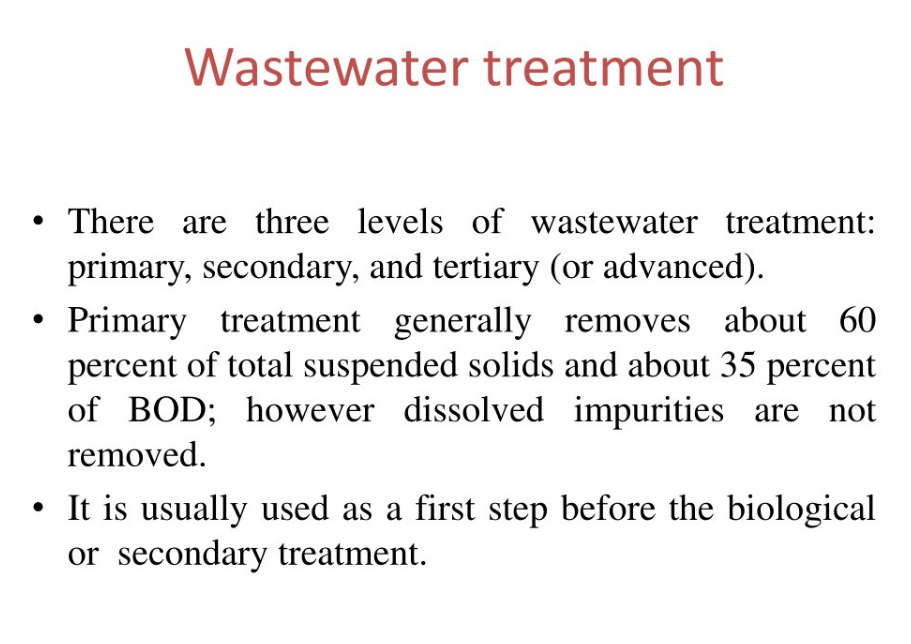 Wastewater treatment
• There are three levels of wastewater treatment:
primary, secondary, and tertiary (or advanced).
• Primary treatment generally removes about 60
percent of total suspended solids and about 35 percent
of BOD; however dissolved impurities are not
removed.
• It is usually used as a first step before the biological
or secondary treatment.